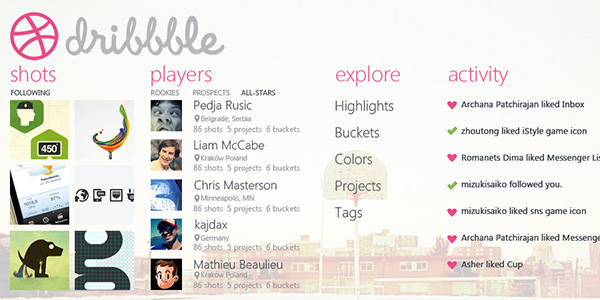 dribbble
shots
FOLLOWING
450°
players
ROOKIES PROSPECTS ALL-STARS
Pedja Rusic
Belgrade, Serbia
86 shots 5 projects 6 buckets
Liam McCabe
Kraków Poland
86 shots 5 projects 6 buckets
Chris Masterson
Minneapolis, MN
86 shots 5 projects 6 buckets
kajdax
Germany
86 shots 5 projects 6 buckets
Mathieu Beaulieu
Kraków Poland
86 shots 5 projects 6 buckets
explore
Highlights
Buckets
Colors
Projects
Tags
activity
Archana Patchirajan liked Inbox
zhoutong liked iStyle game icon
Romanets Dima liked Messenger Lis
mizukisaiko followed you.
mizukisaiko liked sns game icon
Archana Patchirajan liked Messenge
Asher liked Cup